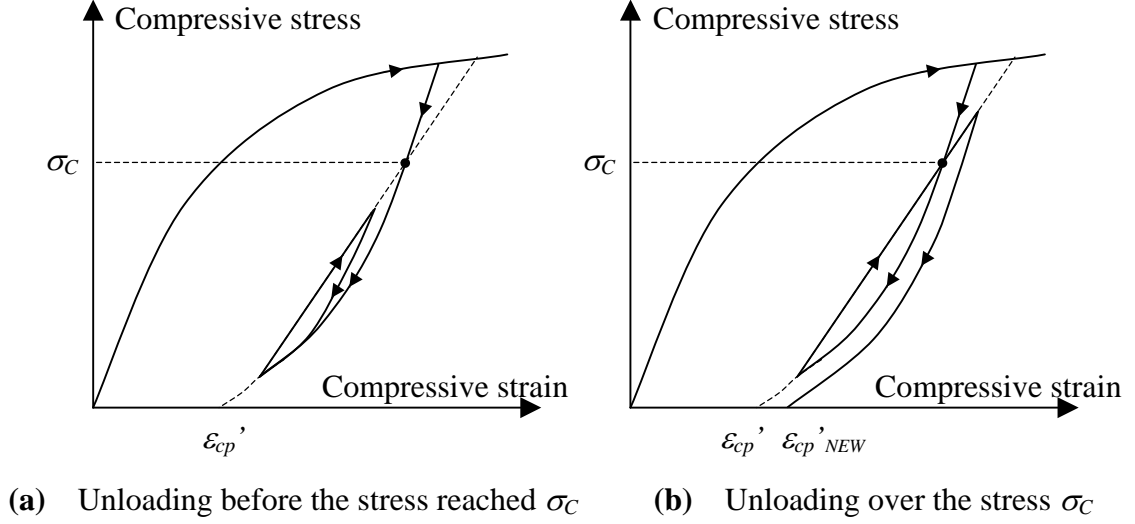 Compressive stress
σC
Compressive strain
εcp’
(a) Unloading before the stress reached σC
Compressive stress
σC
Compressive strain
εcp’ εcp’NEW
(b) Unloading over the stress σC